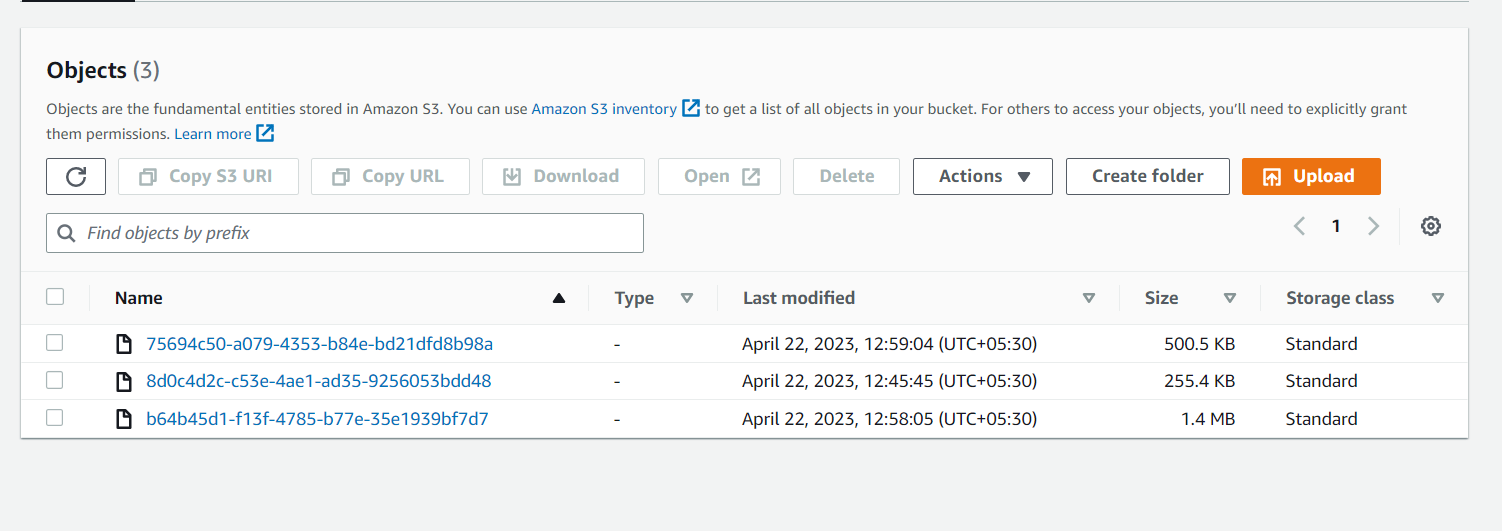 Objects (3)
Objects are the fundamental entities stored in Amazon S3. You can use Amazon S3 inventory to get a list of all objects in your bucket. For others to access your objects, you’ll need to explicitly grant
them permissions. Learn more
Copy S3 URI Copy URL Download Open Delete Actions Create folder Upload
Find objects by prefix 1
Name Type Last modified Size Storage class
75694c50-a079-4353-b84e-bd21dfd8b98a - April 22, 2023, 12:59:04 (UTC+05:30) 500.5 KB Standard
8d0c4d2c-c53e-4ae1-ad35-9256053bdd48 - April 22, 2023, 12:45:45 (UTC+05:30) 255.4 KB Standard
b64b45d1-f13f-4785-b77e-35e1939bf7d7 - April 22, 2023, 12:58:05 (UTC+05:30) 1.4 MB Standard